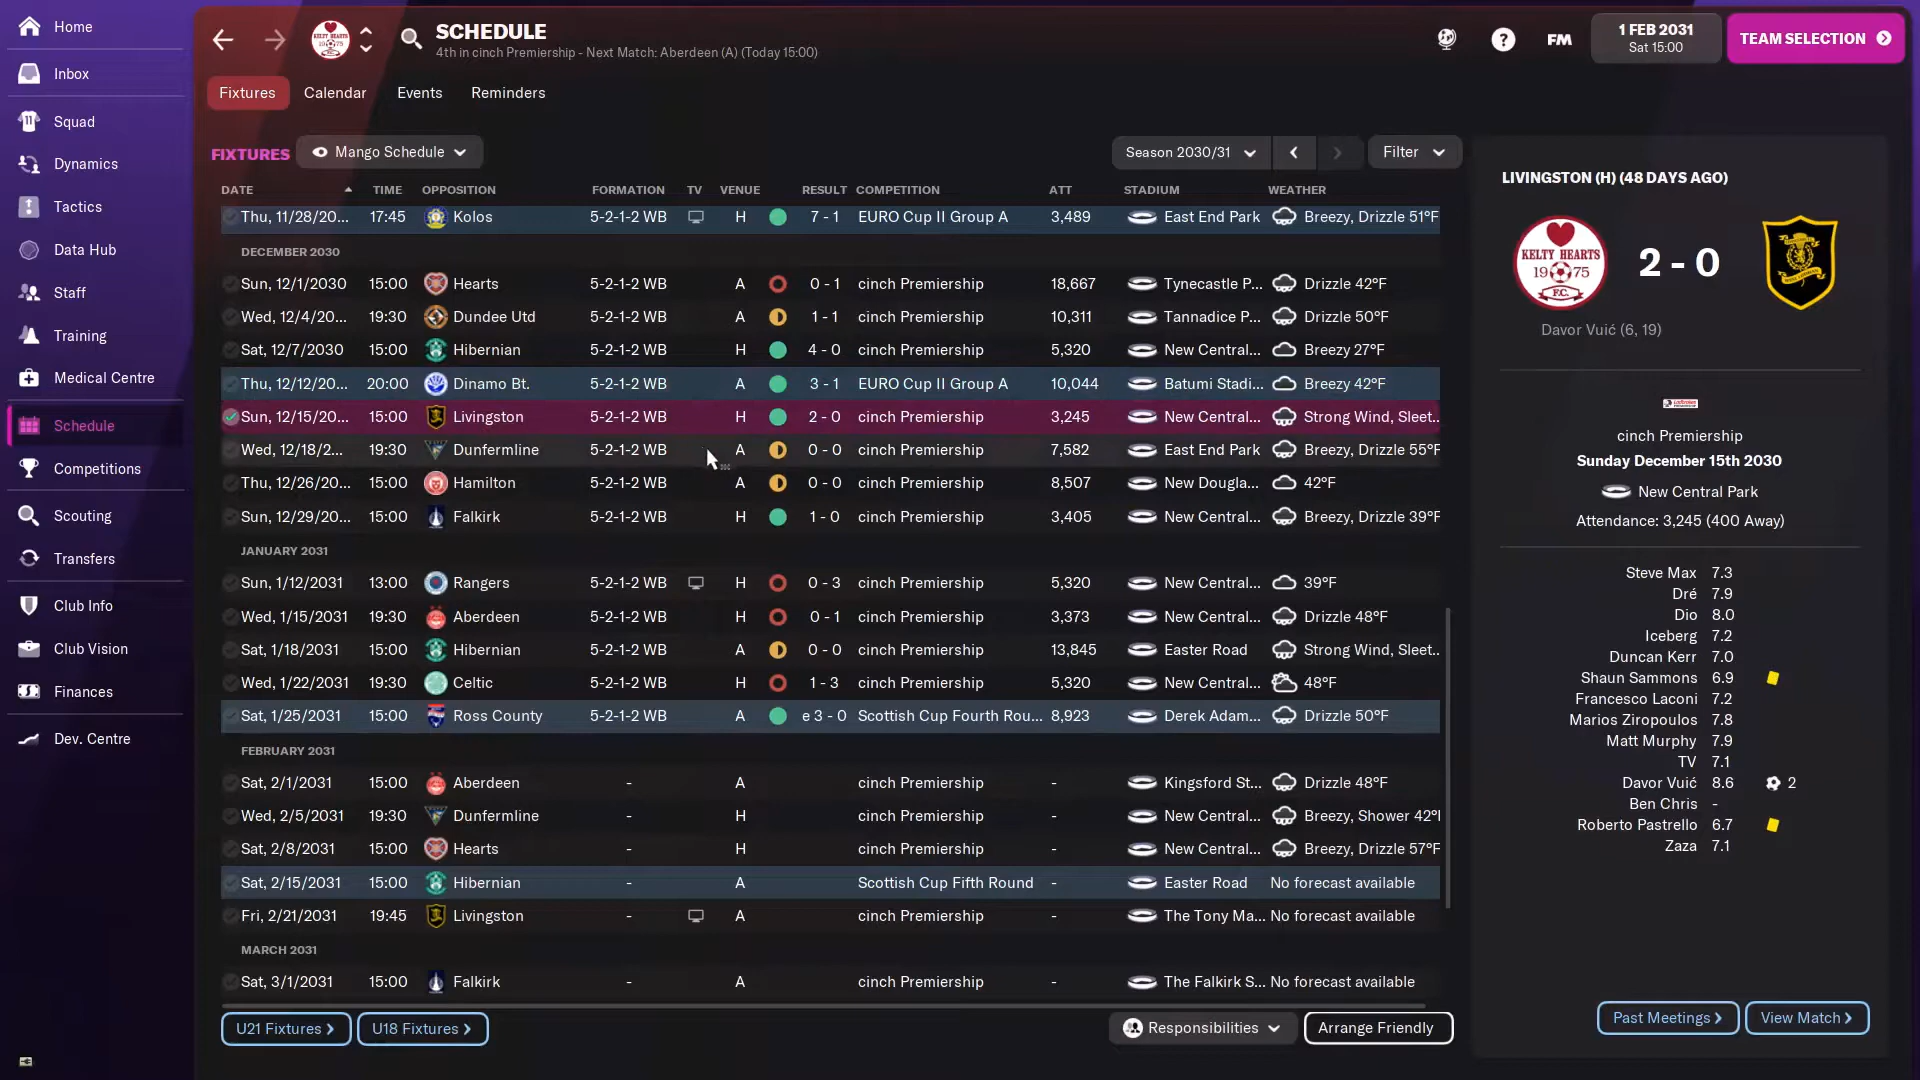 Home
Inbox
Squad
Dynamics
Tactics
Data Hub
Staff
Training
Medical Centre
Schedule
Competitions
Scouting
Transfers
Club Info
Club Vision
Finances
Dev. Centre
SCHEDULE
4th in cinch Premiership - Next Match: Aberdeen (A) (Today 15:00)
FM
1 FEB 2031
Sat 15:00
TEAM SELECTION
Fixtures Calendar Events Reminders
FIXTURES Mango Schedule Season 2030/31 Filter
DATE TIME OPPOSITION FORMATION TV VENUE RESULT COMPETITION ATT STADIUM WEATHER
Thu, 11/28/20... 17:45 Kolos 5-2-1-2 WB H 7 - 1 EURO Cup II Group A 3,489 East End Park Breezy, Drizzle 51°F
DECEMBER 2030
Sun, 12/1/2030 15:00 Hearts 5-2-1-2 WB A 0 - 1 cinch Premiership 18,667 Tynecastle P... Drizzle 42°F
Wed, 12/4/20... 19:30 Dundee Utd 5-2-1-2 WB A 1 - 1 cinch Premiership 10,311 Tannadice P... Drizzle 50°F
Sat, 12/7/2030 15:00 Hibernian 5-2-1-2 WB H 4 - 0 cinch Premiership 5,320 New Central... Breezy 27°F
Thu, 12/12/20... 20:00 Dinamo Bt. 5-2-1-2 WB A 3 - 1 EURO Cup II Group A 10,044 Batumi Stadi... Breezy 42°F
Sun, 12/15/20... 15:00 Livingston 5-2-1-2 WB H 2 - 0 cinch Premiership 3,245 New Central... Strong Wind, Sleet...
Wed, 12/18/2... 19:30 Dunfermline 5-2-1-2 WB A 0 - 0 cinch Premiership 7,582 East End Park Breezy, Drizzle 55°F
Thu, 12/26/20... 15:00 Hamilton 5-2-1-2 WB A 0 - 0 cinch Premiership 8,507 New Dougla... 42°F
Sun, 12/29/20... 15:00 Falkirk 5-2-1-2 WB H 1 - 0 cinch Premiership 3,405 New Central... Breezy, Drizzle 39°F
JANUARY 2031
Sun, 1/12/2031 13:00 Rangers 5-2-1-2 WB H 0 - 3 cinch Premiership 5,320 New Central... 39°F
Wed, 1/15/2031 19:30 Aberdeen 5-2-1-2 WB H 0 - 1 cinch Premiership 3,373 New Central... Drizzle 48°F
Sat, 1/18/2031 15:00 Hibernian 5-2-1-2 WB A 0 - 0 cinch Premiership 13,845 Easter Road Strong Wind, Sleet...
Wed, 1/22/2031 19:30 Celtic 5-2-1-2 WB H 1 - 3 cinch Premiership 5,320 New Central... 48°F
Sat, 1/25/2031 15:00 Ross County 5-2-1-2 WB A e 3 - 0 Scottish Cup Fourth Rou... 8,923 Derek Adam... Drizzle 50°F
FEBRUARY 2031
Sat, 2/1/2031 15:00 Aberdeen - A cinch Premiership - Kingsford St... Drizzle 48°F
Wed, 2/5/2031 19:30 Dunfermline - H cinch Premiership - New Central... Breezy, Shower 42°F
Sat, 2/8/2031 15:00 Hearts - H cinch Premiership - New Central... Breezy, Drizzle 57°F
Sat, 2/15/2031 15:00 Hibernian - A Scottish Cup Fifth Round - Easter Road No forecast available
Fri, 2/21/2031 19:45 Livingston - A cinch Premiership - The Tony Ma... No forecast available
MARCH 2031
Sat, 3/1/2031 15:00 Falkirk - A cinch Premiership - The Falkirk S... No forecast available
U21 Fixtures U18 Fixtures Responsibilities Arrange Friendly
LIVINGSTON (H) (48 DAYS AGO)
KELTY HEARTS
1975
F.C.
2 - 0
Davor Vuić (6, 19)
cinch Premiership
Sunday December 15th 2030
New Central Park
Attendance: 3,245 (400 Away)
Steve Max 7.3
Dré 7.9
Dio 8.0
Iceberg 7.2
Duncan Kerr 7.0
Shaun Sammons 6.9
Francesco Laconi 7.2
Marios Ziropoulos 7.8
Matt Murphy 7.9
TV 7.1
Davor Vuić 8.6 2
Ben Chris -
Roberto Pastrello 6.7
Zaza 7.1
Past Meetings View Match